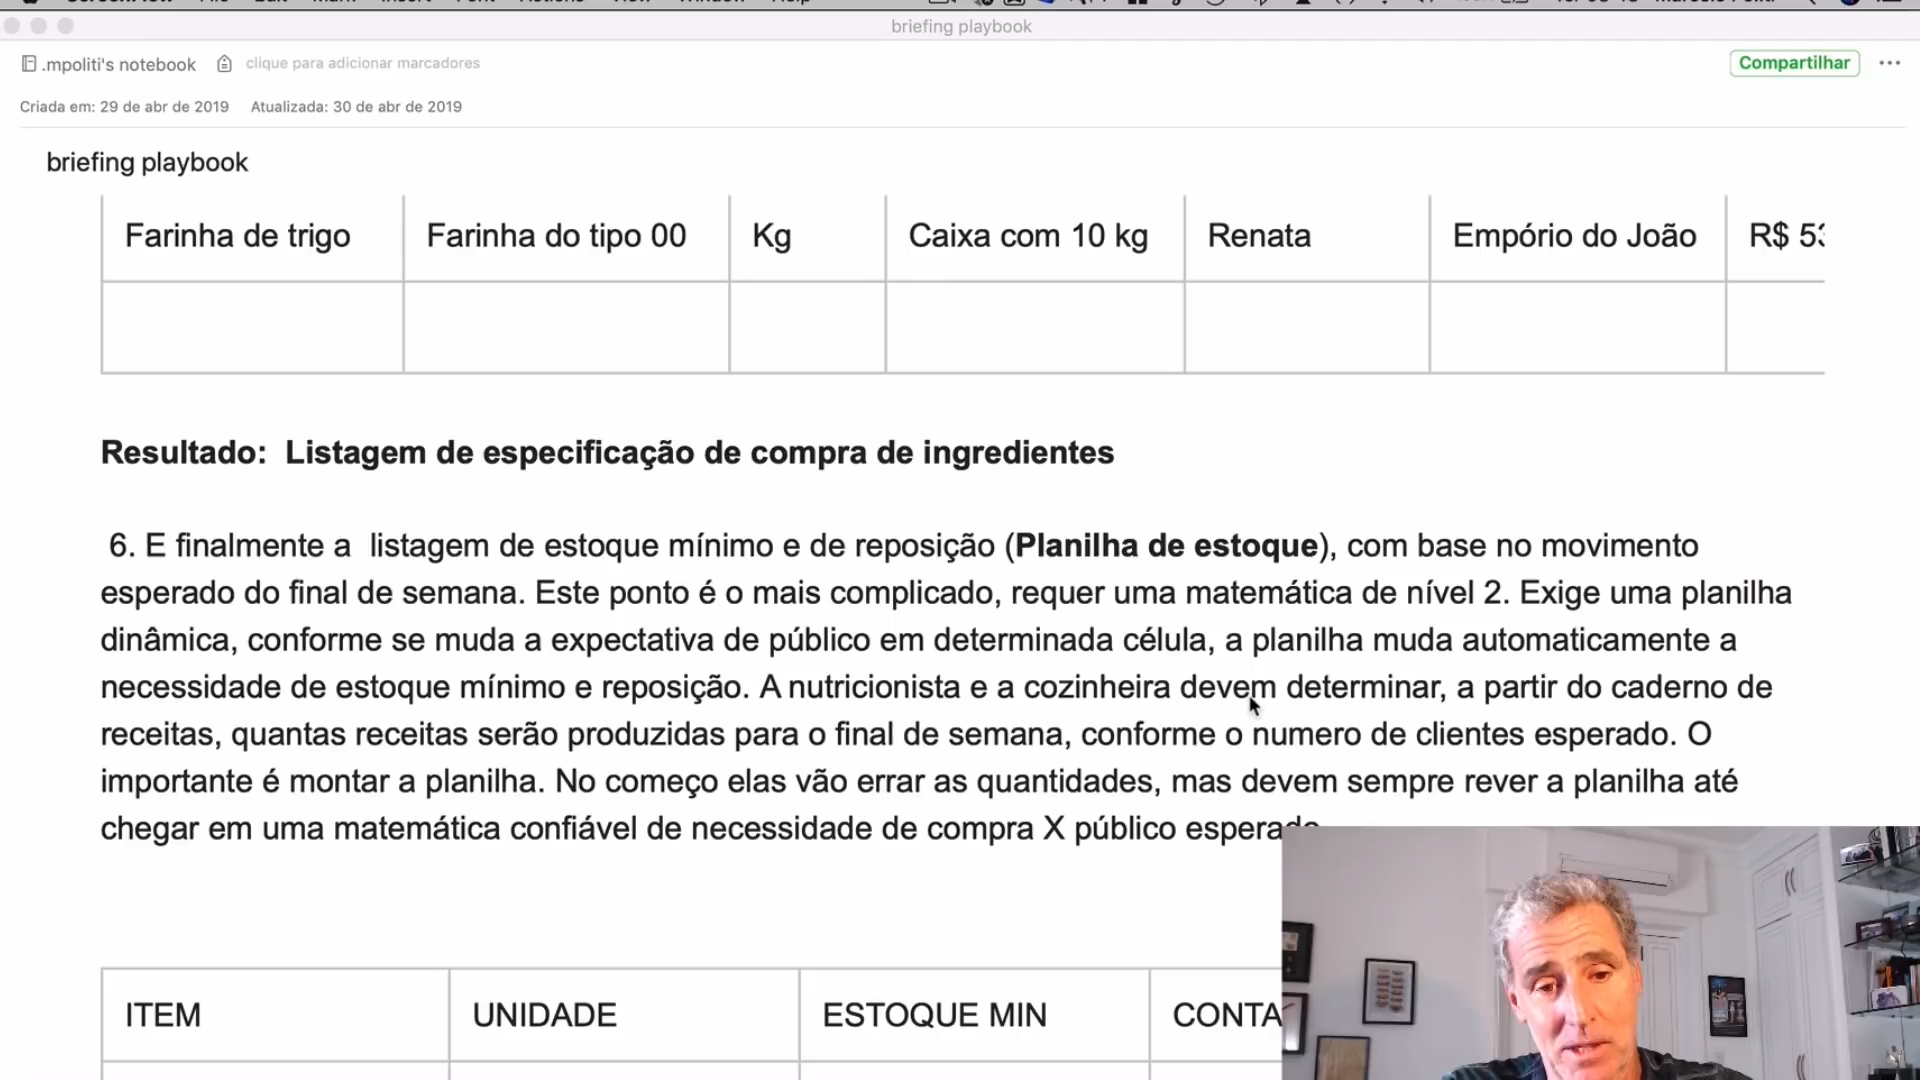 briefing playbook
.mpoliti's notebook clique para adicionar marcadores Compartilhar
Criada em: 29 de abr de 2019 Atualizada: 30 de abr de 2019
briefing playbook
Farinha de trigo Farinha do tipo 00 Kg Caixa com 10 kg Renata Empório do João R$
Resultado: Listagem de especificação de compra de ingredientes
6. E finalmente a listagem de estoque mínimo e de reposição (Planilha de estoque), com base no movimento
esperado do final de semana. Este ponto é o mais complicado, requer uma matemática de nível 2. Exige uma planilha
dinâmica, conforme se muda a expectativa de público em determinada célula, a planilha muda automaticamente a
necessidade de estoque mínimo e reposição. A nutricionista e a cozinheira devem determinar, a partir do caderno de
receitas, quantas receitas serão produzidas para o final de semana, conforme o numero de clientes esperado. O
importante é montar a planilha. No começo elas vão errar as quantidades, mas devem sempre rever a planilha até
chegar em uma matemática confiável de necessidade de compra X público esperado
ITEM UNIDADE ESTOQUE MIN CONTA